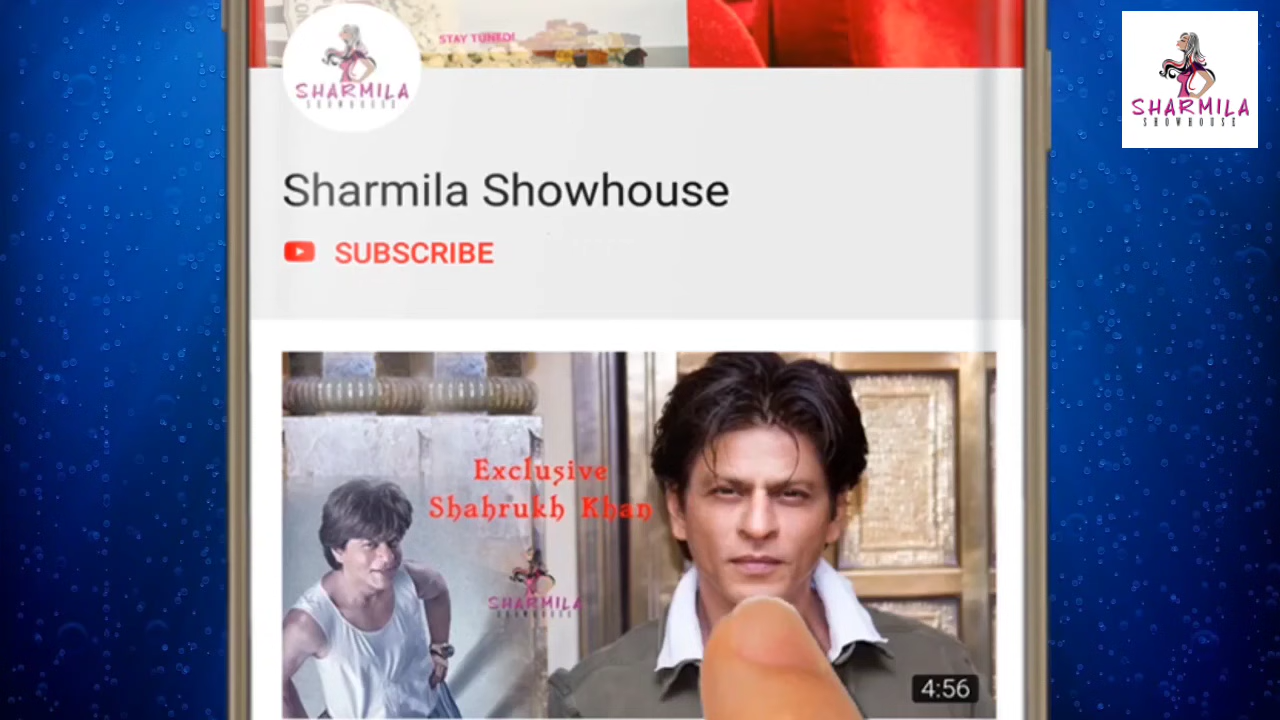 STAY TUNED!
SHARMILA
SHOWHOUSE
SHARMILA
SHOWHOUSE
Sharmila Showhouse
SUBSCRIBE
Exclusive
Shahrukh Khan
SHARMILA
SHOWHOUSE
4:56